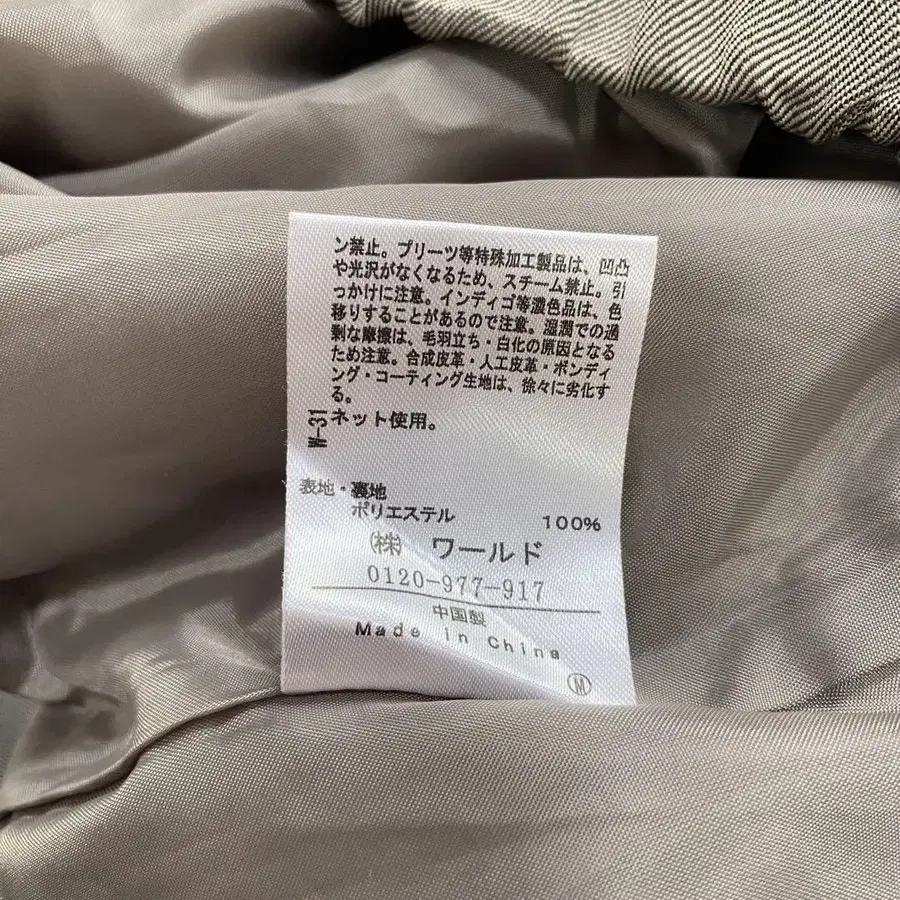 ン禁止。プリーツ等特殊加工製品は、凹凸
や光沢がなくなるため、スチーム禁止。引
っかけに注意。インディゴ等濃色品は、色
移りすることがあるので注意。湿潤での過
剰な摩擦は、毛羽立ち・白化の原因となる
ため注意。合成皮革・人工皮革・ボンディ
ング・コーティング生地は、徐々に劣化す
る。
ネット使用。
W-31
表地・裏地
ポリエステル 100%
㈱ ワールド
0120-977-917
中国製
Made in China
Ⓜ